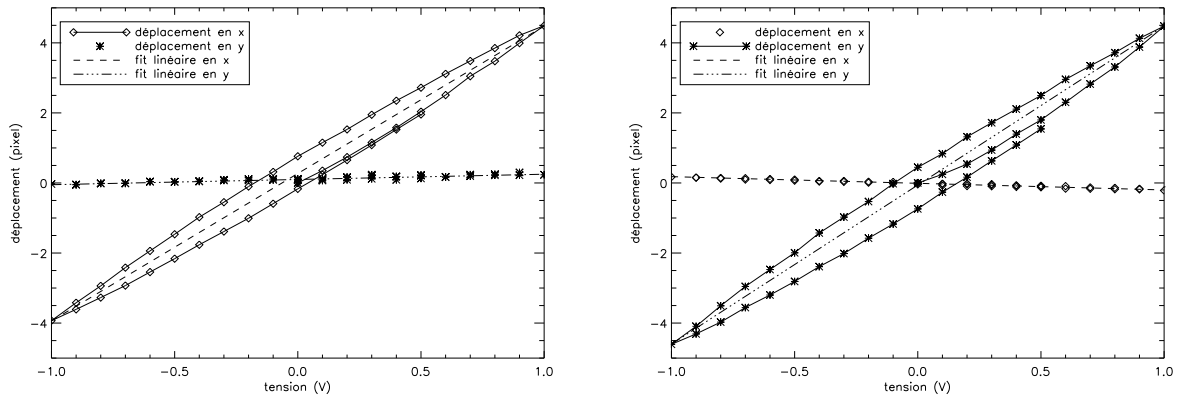 déplacement en x
déplacement en y
fit linéaire en x
fit linéaire en y
4
2
0
−2
−4
déplacement (pixel)
−1.0
−0.5
0.0
0.5
1.0
tension (V)
déplacement en x
déplacement en y
fit linéaire en x
fit linéaire en y
4
2
0
−2
−4
déplacement (pixel)
−1.0
−0.5
0.0
0.5
1.0
tension (V)